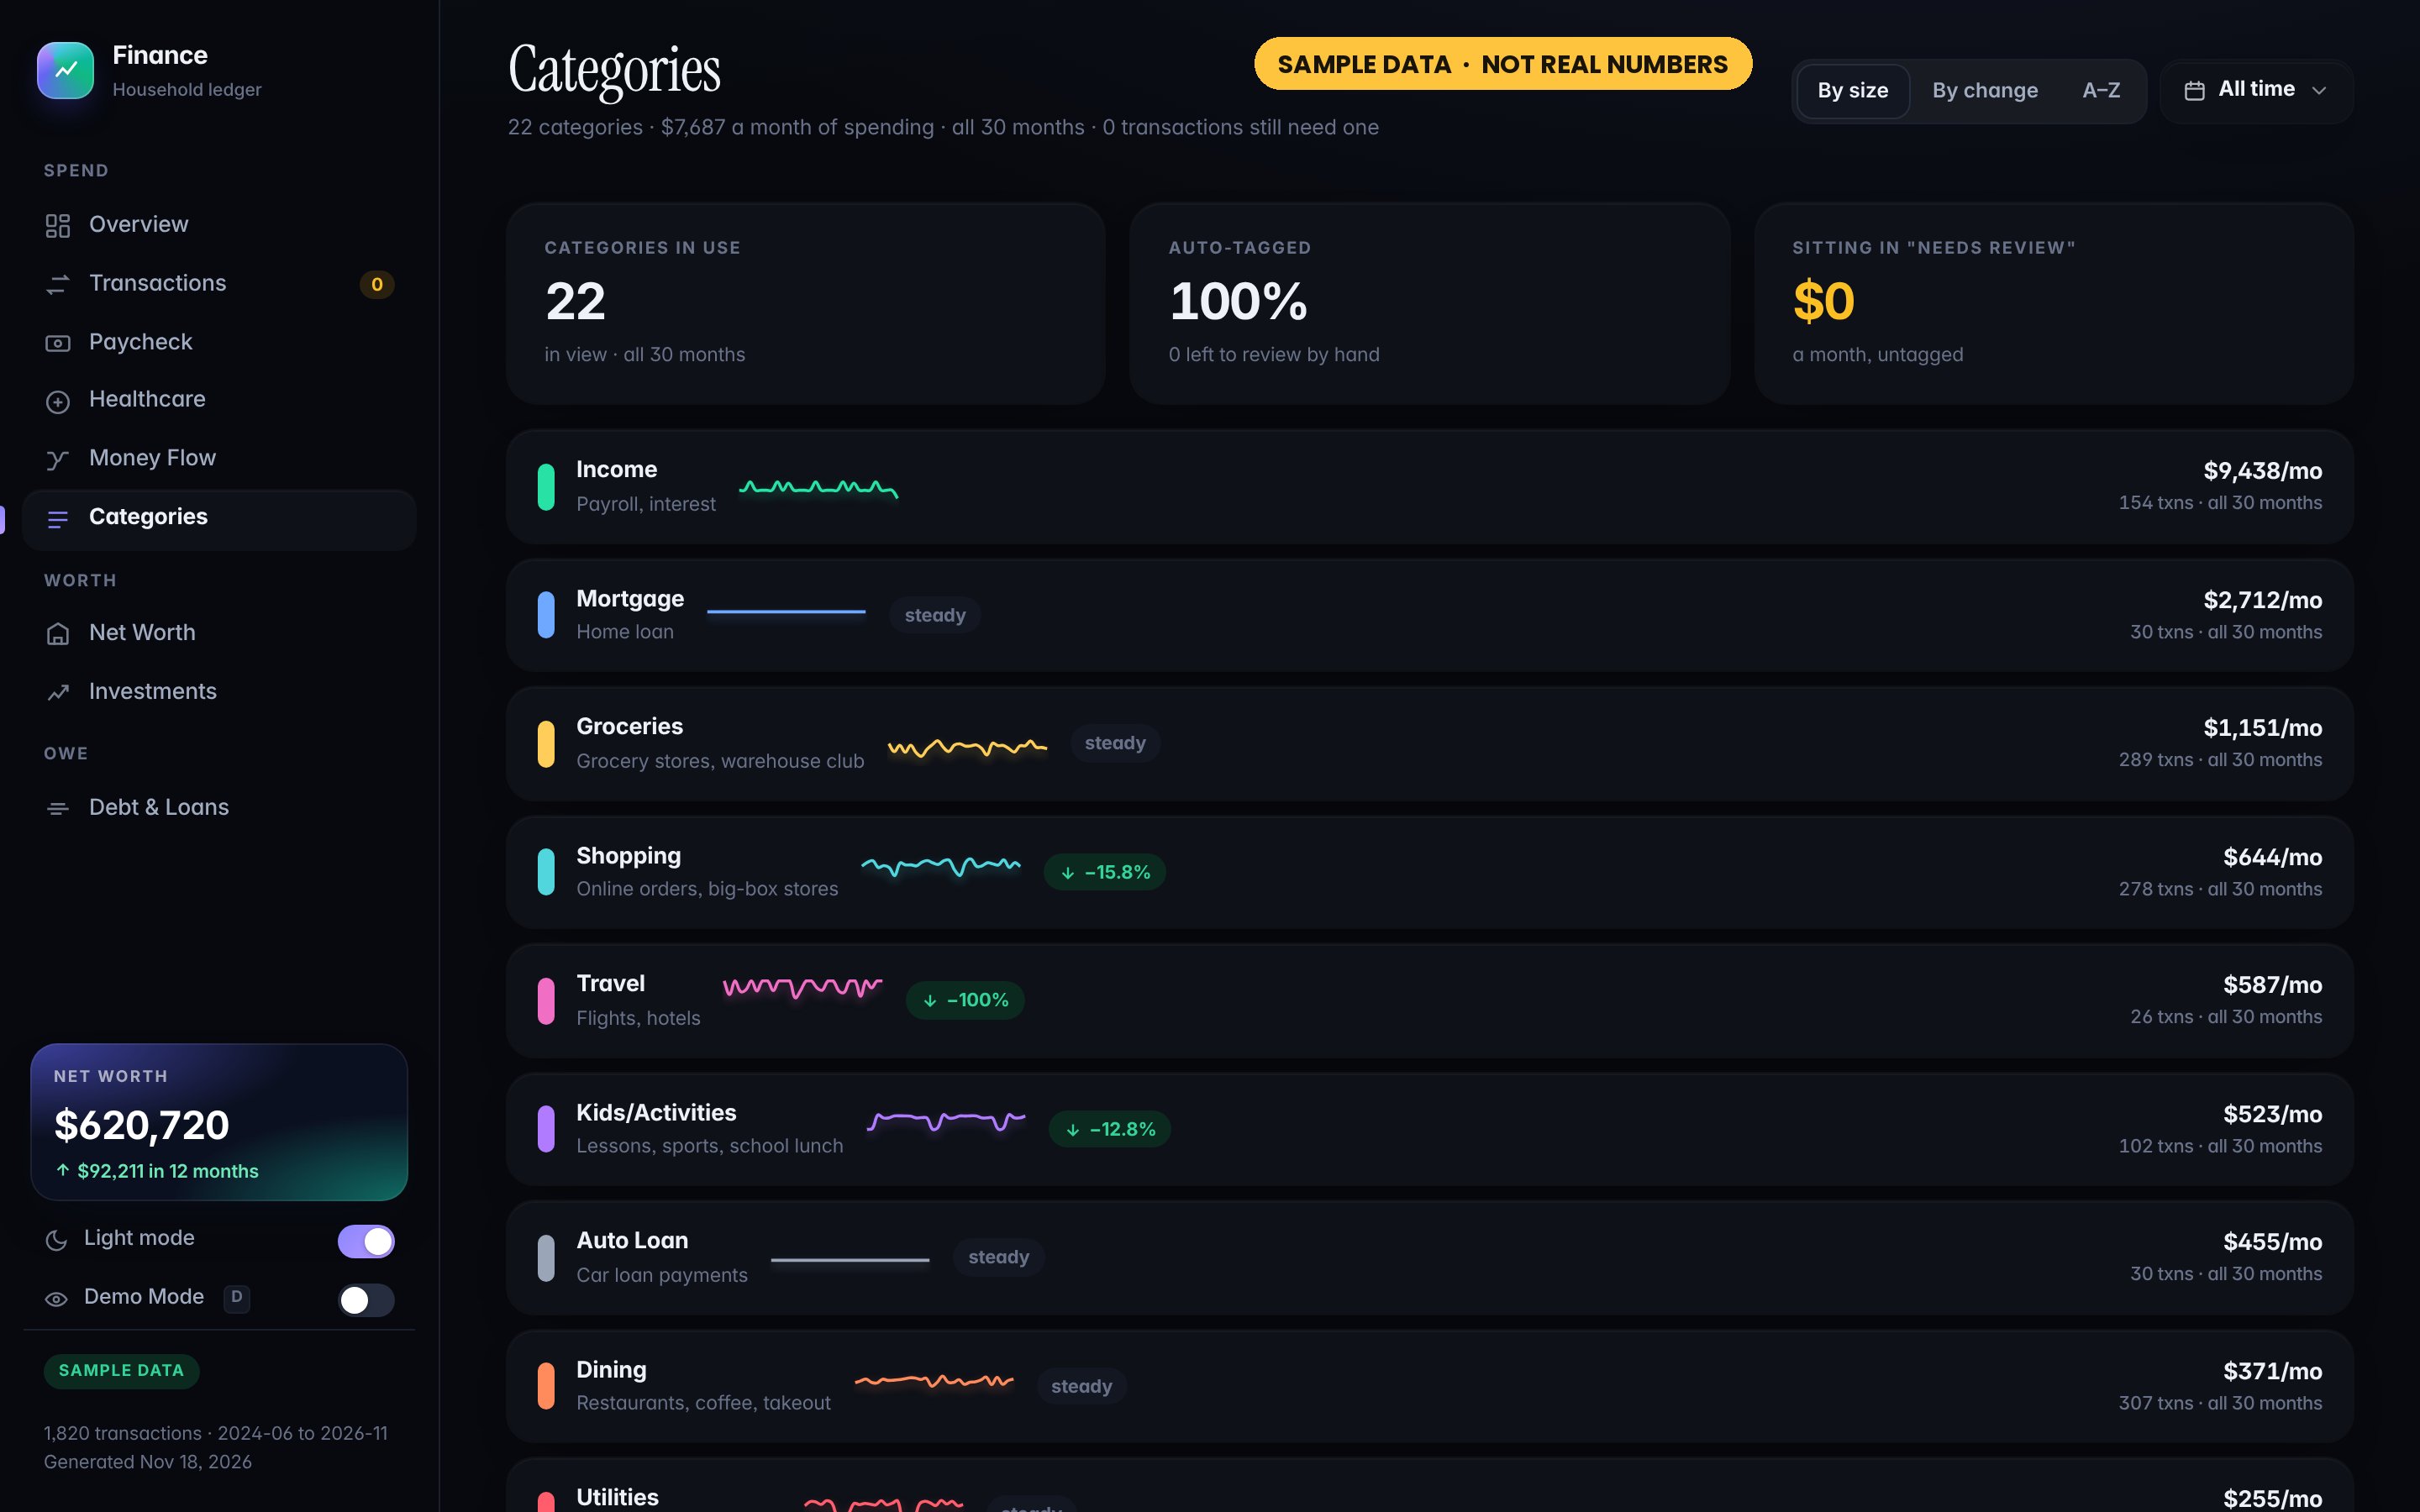 Finance
Household ledger
SPEND
Overview
Transactions 0
Paycheck
Healthcare
Money Flow
Categories
WORTH
Net Worth
Investments
OWE
Debt & Loans
NET WORTH
$620,720
↑ $92,211 in 12 months
Light mode
Demo Mode D
SAMPLE DATA
1,820 transactions · 2024-06 to 2026-11
Generated Nov 18, 2026
Categories
SAMPLE DATA · NOT REAL NUMBERS
By size By change A–Z All time
22 categories · $7,687 a month of spending · all 30 months · 0 transactions still need one
CATEGORIES IN USE
22
in view · all 30 months
AUTO-TAGGED
100%
0 left to review by hand
SITTING IN "NEEDS REVIEW"
$0
a month, untagged
Income
Payroll, interest
$9,438/mo
154 txns · all 30 months
Mortgage
Home loan
steady
$2,712/mo
30 txns · all 30 months
Groceries
Grocery stores, warehouse club
steady
$1,151/mo
289 txns · all 30 months
Shopping
Online orders, big-box stores
↓ −15.8%
$644/mo
278 txns · all 30 months
Travel
Flights, hotels
↓ −100%
$587/mo
26 txns · all 30 months
Kids/Activities
Lessons, sports, school lunch
↓ −12.8%
$523/mo
102 txns · all 30 months
Auto Loan
Car loan payments
steady
$455/mo
30 txns · all 30 months
Dining
Restaurants, coffee, takeout
steady
$371/mo
307 txns · all 30 months
Utilities
steady
$255/mo